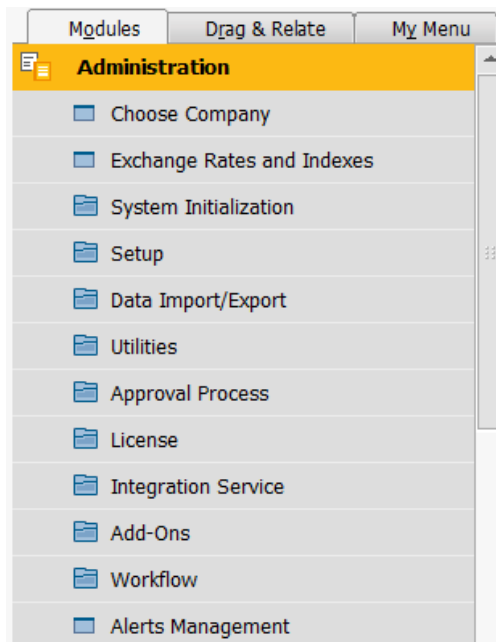 Modules Drag & Relate My Menu
Administration
Choose Company
Exchange Rates and Indexes
System Initialization
Setup
Data Import/Export
Utilities
Approval Process
License
Integration Service
Add-Ons
Workflow
Alerts Management